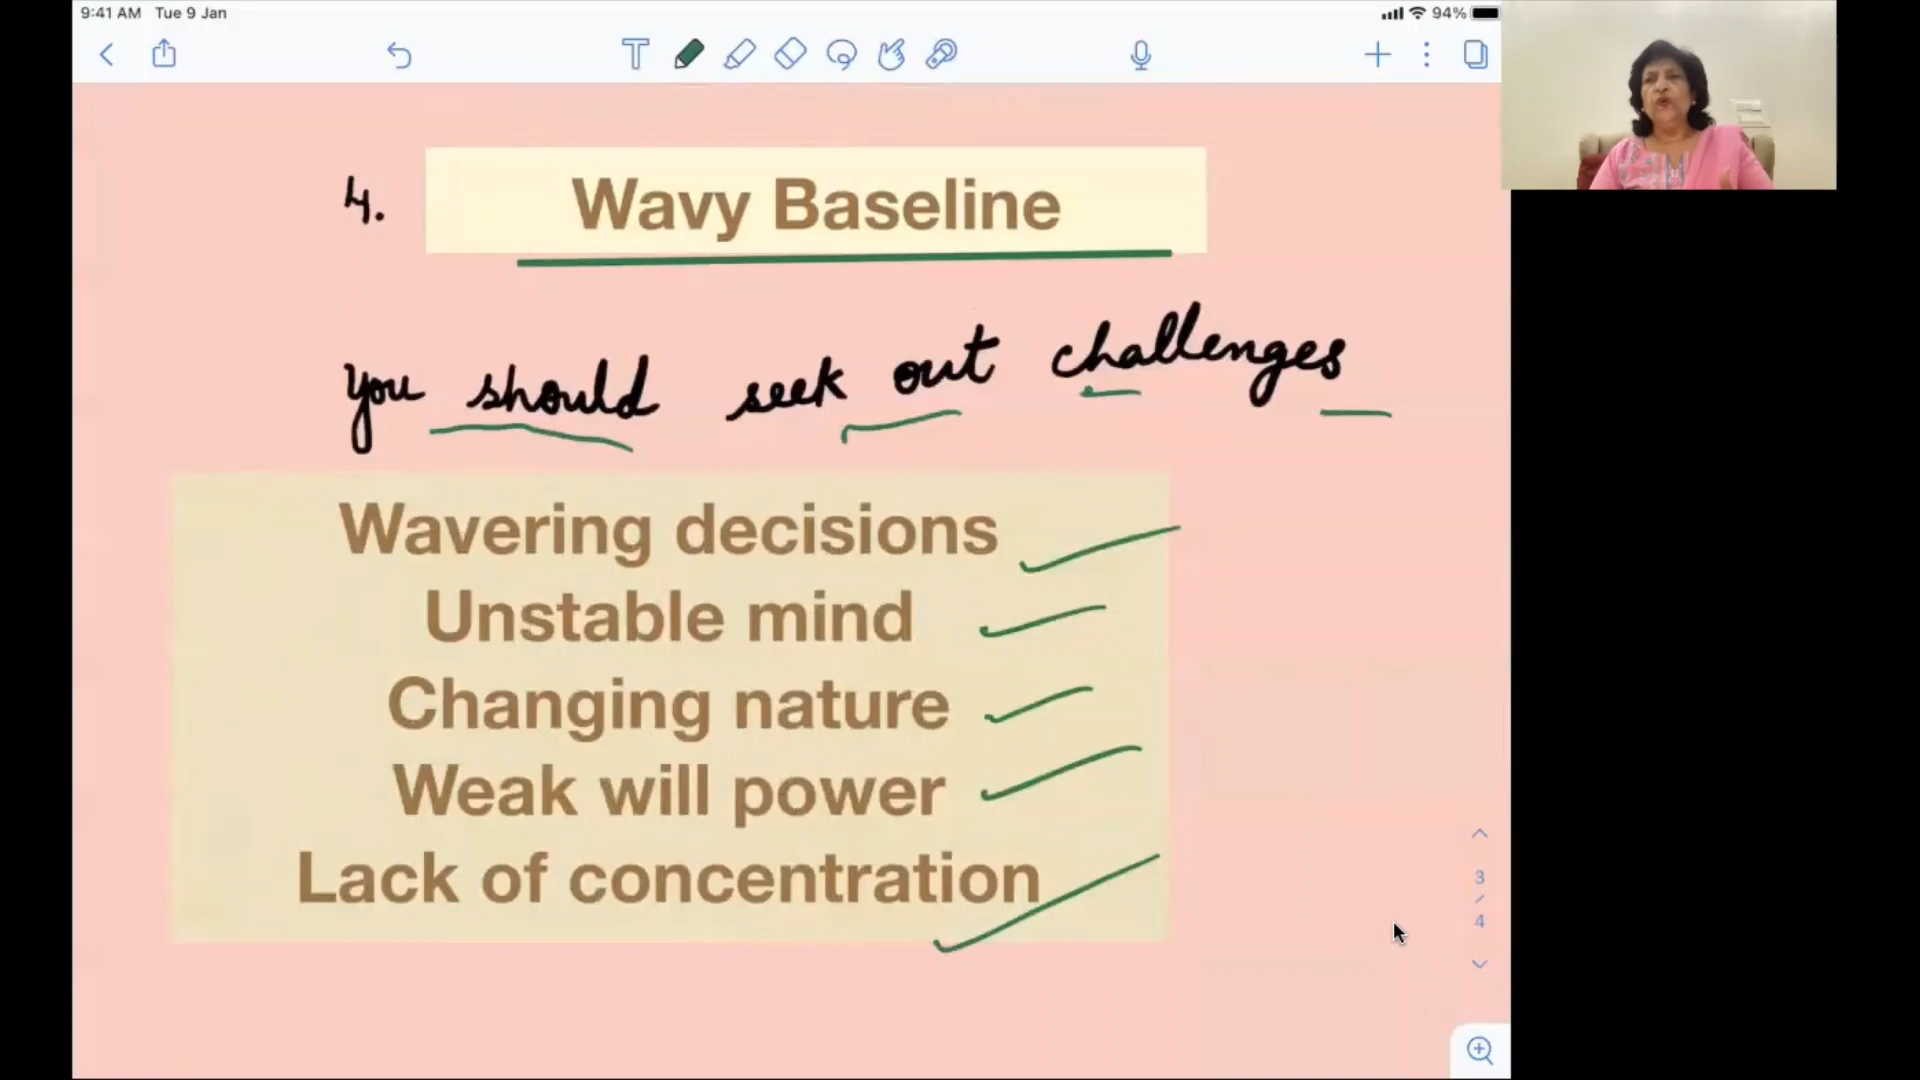 9:41 AM Tue 9 Jan 94%
4. Wavy Baseline
you should seek out challenges
Wavering decisions
Unstable mind
Changing nature
Weak will power
Lack of concentration
3
/
4